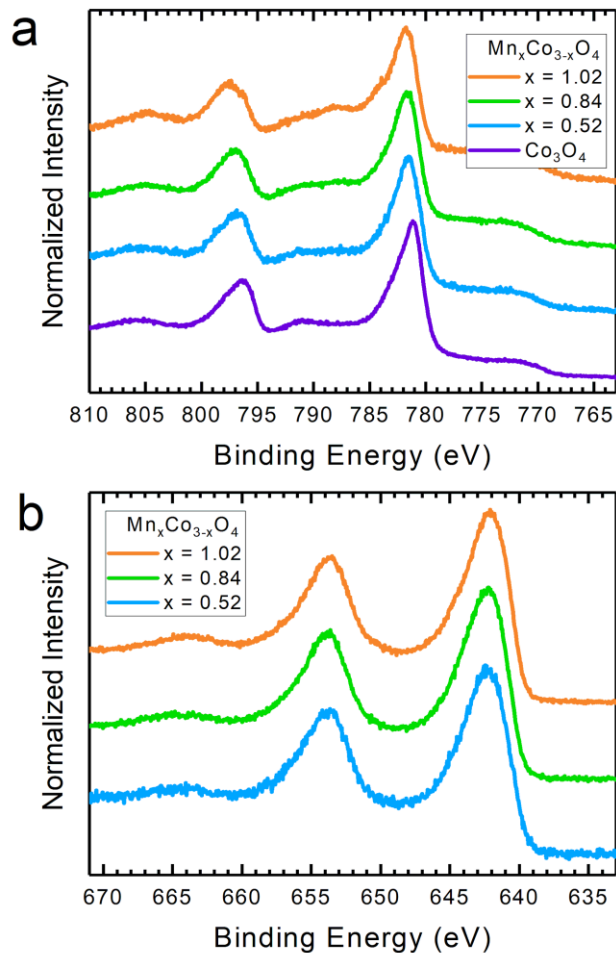 a
Normalized Intensity
MnₓCo₃₋ₓO₄
x = 1.02
x = 0.84
x = 0.52
Co₃O₄
810 805 800 795 790 785 780 775 770 765
Binding Energy (eV)
b
Normalized Intensity
MnₓCo₃₋ₓO₄
x = 1.02
x = 0.84
x = 0.52
670 665 660 655 650 645 640 635
Binding Energy (eV)